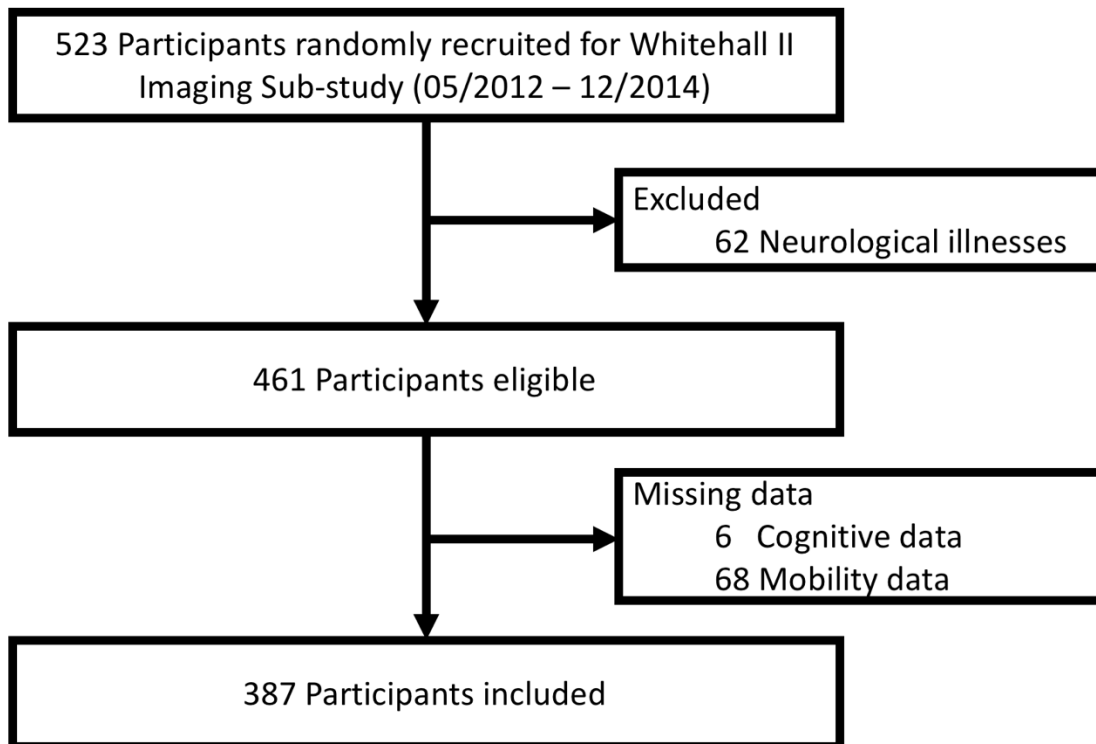 523 Participants randomly recruited for Whitehall II
Imaging Sub-study (05/2012 – 12/2014)
Excluded
62 Neurological illnesses
461 Participants eligible
Missing data
6 Cognitive data
68 Mobility data
387 Participants included